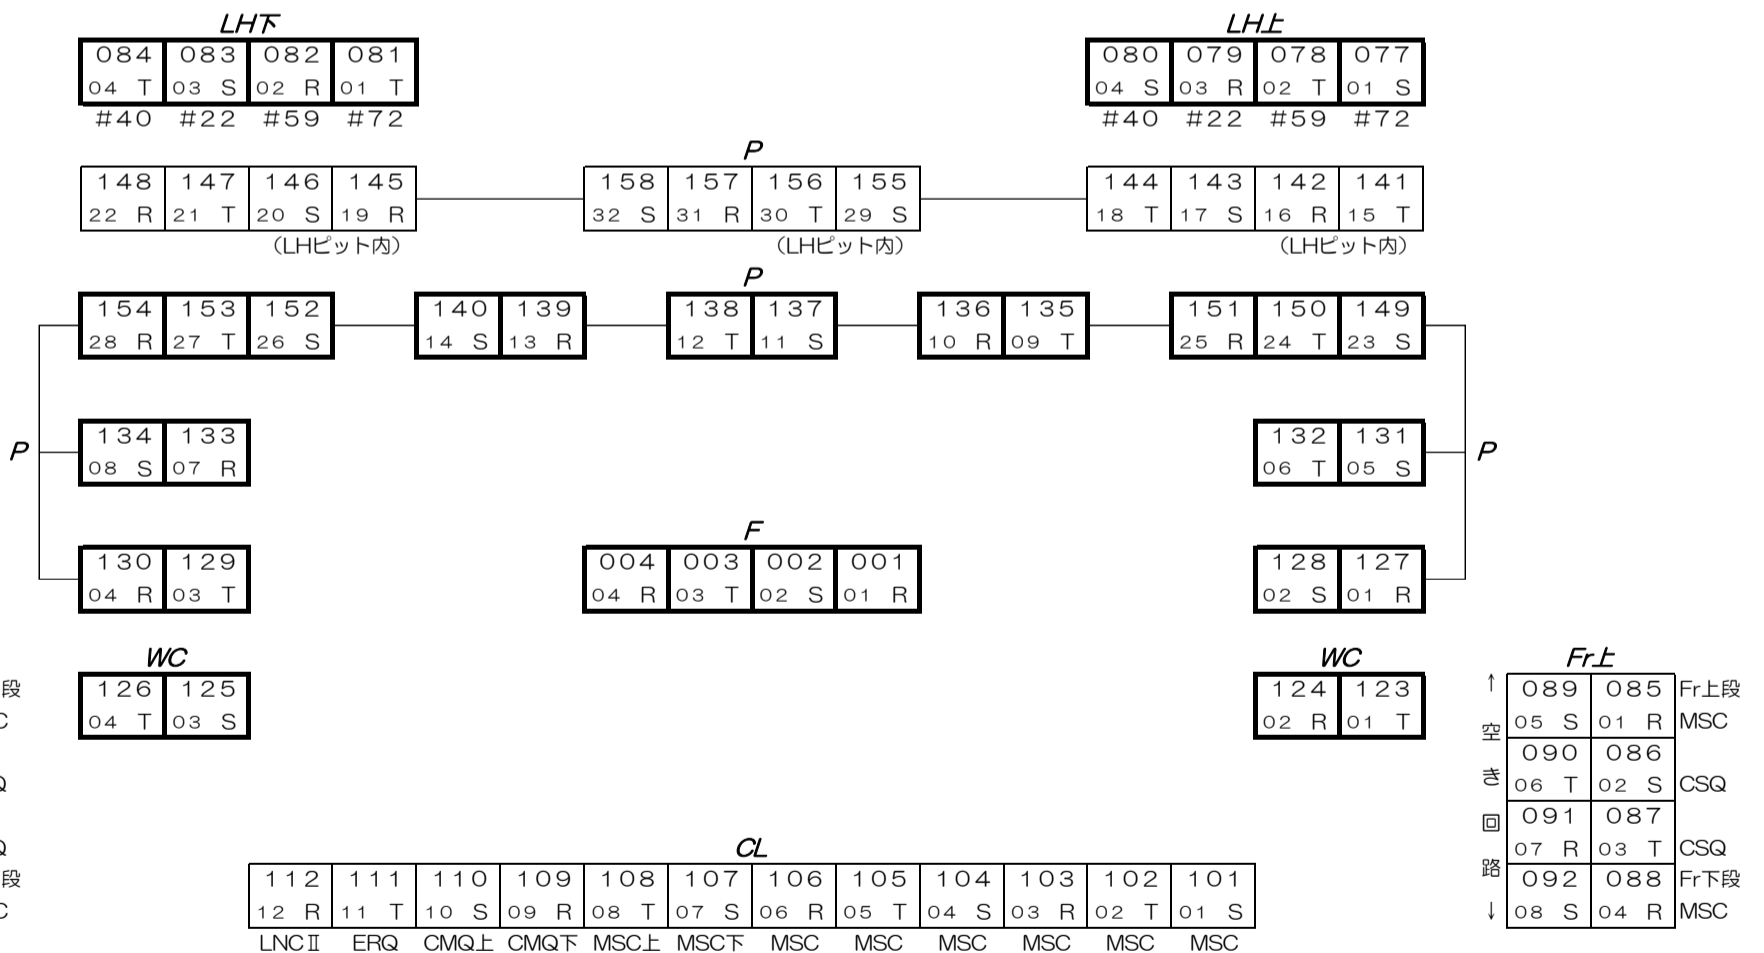 LH下 LH上
084 083 082 081 080 079 078 077
04 T 03 S 02 R 01 T 04 S 03 R 02 T 01 S
#40 #22 #59 #72 #40 #22 #59 #72
P
148 147 146 145 158 157 156 155 144 143 142 141
22 R 21 T 20 S 19 R 32 S 31 R 30 T 29 S 18 T 17 S 16 R 15 T
(LHピット内) (LHピット内) (LHピット内)
P
154 153 152 140 139 138 137 136 135 151 150 149
28 R 27 T 26 S 14 S 13 R 12 T 11 S 10 R 09 T 25 R 24 T 23 S
134 133 132 131
P P
08 S 07 R 06 T 05 S
F
130 129 004 003 002 001 128 127
04 R 03 T 04 R 03 T 02 S 01 R 02 S 01 R
WC WC Fr上
段 126 125 124 123 ↑ 089 085 Fr上段
04 T 03 S 02 R 01 T 空 05 S 01 R MSC
090 086
Q き 06 T 02 S CSQ
回 091 087
Q CL 07 R 03 T CSQ
段 112 111 110 109 108 107 106 105 104 103 102 101 路 092 088 Fr下段
12 R 11 T 10 S 09 R 08 T 07 S 06 R 05 T 04 S 03 R 02 T 01 S ↓ 08 S 04 R MSC
LNCⅡ ERQ CMQ上 CMQ下 MSC上 MSC下 MSC MSC MSC MSC MSC MSC